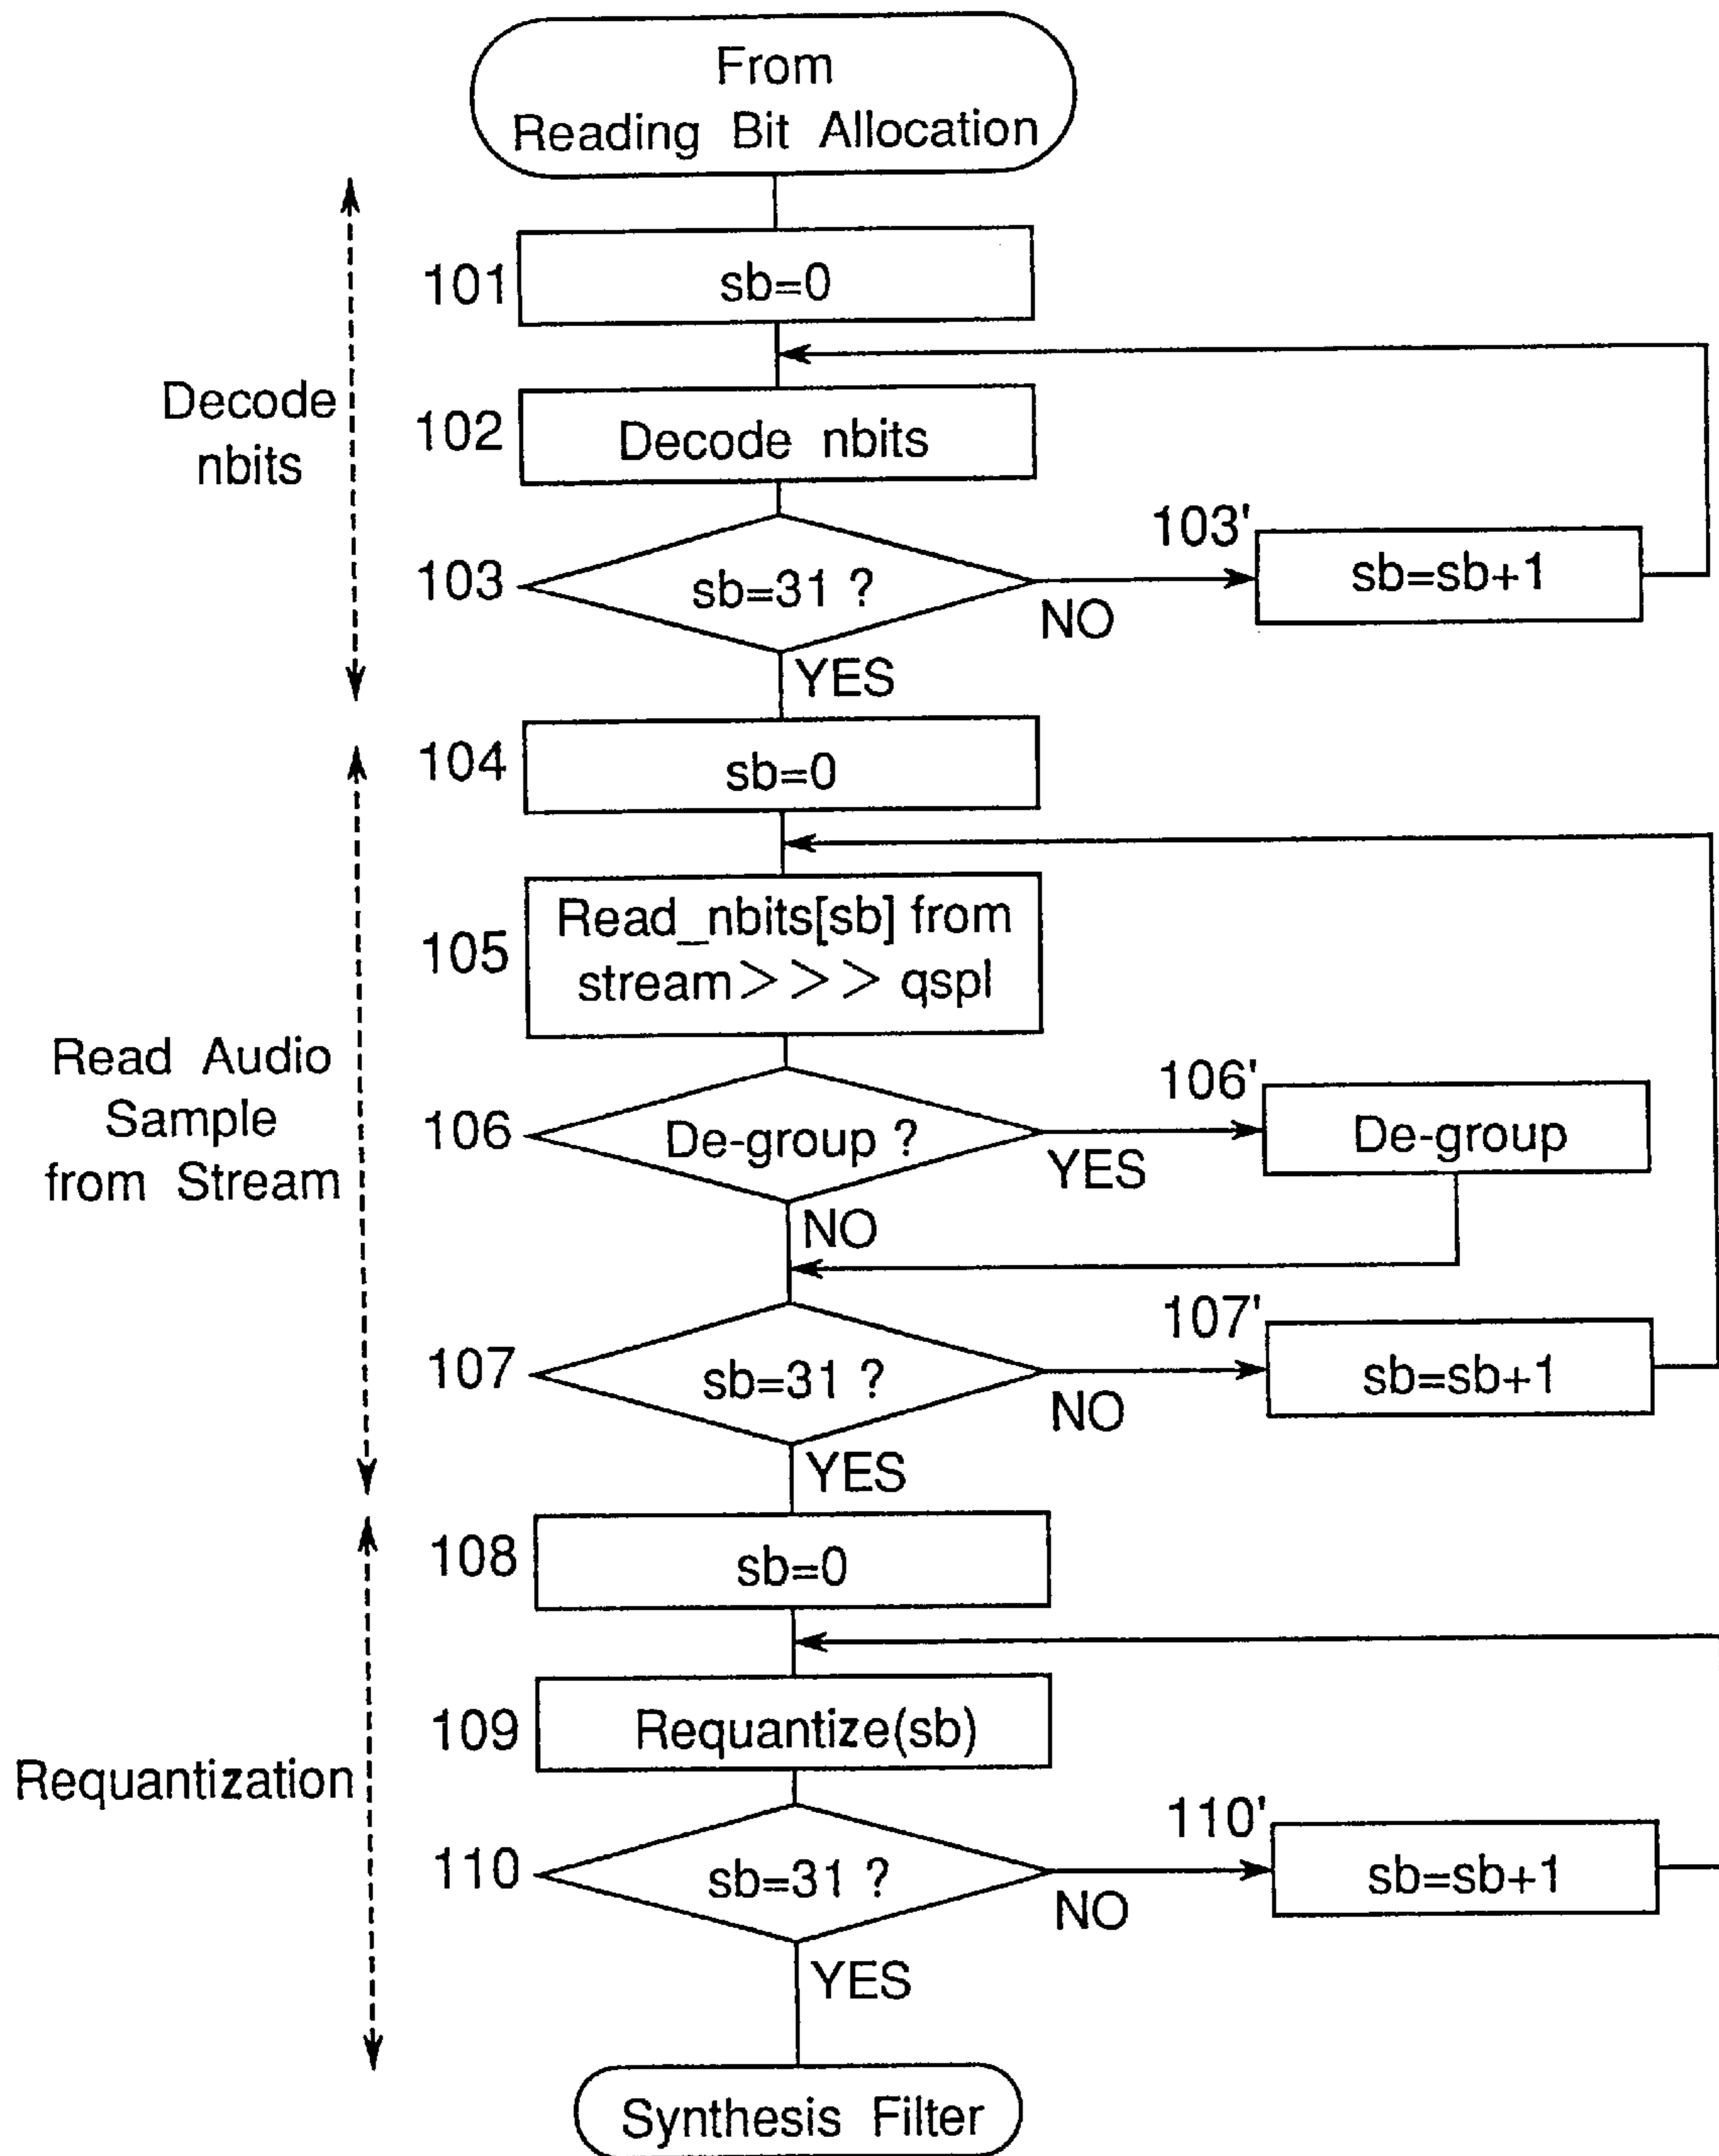 From
Reading Bit Allocation
101
sb=0
Decode
nbits
102
Decode nbits
103
sb=31 ?
NO
103'
sb=sb+1
YES
104
sb=0
105
Read_nbits[sb] from
stream>>> qspl
Read Audio
Sample
from Stream
106
De-group ?
YES
106'
De-group
NO
107
sb=31 ?
NO
107'
sb=sb+1
YES
108
sb=0
Requantization
109
Requantize(sb)
110
sb=31 ?
NO
110'
sb=sb+1
YES
Synthesis Filter